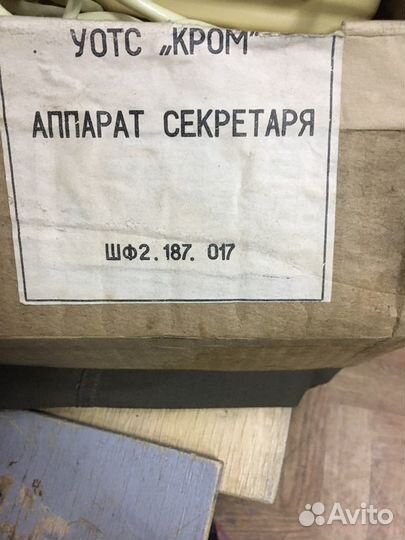 УОТС „КРОМ"
АППАРАТ СЕКРЕТАРЯ
ШФ2.187.017
Avito